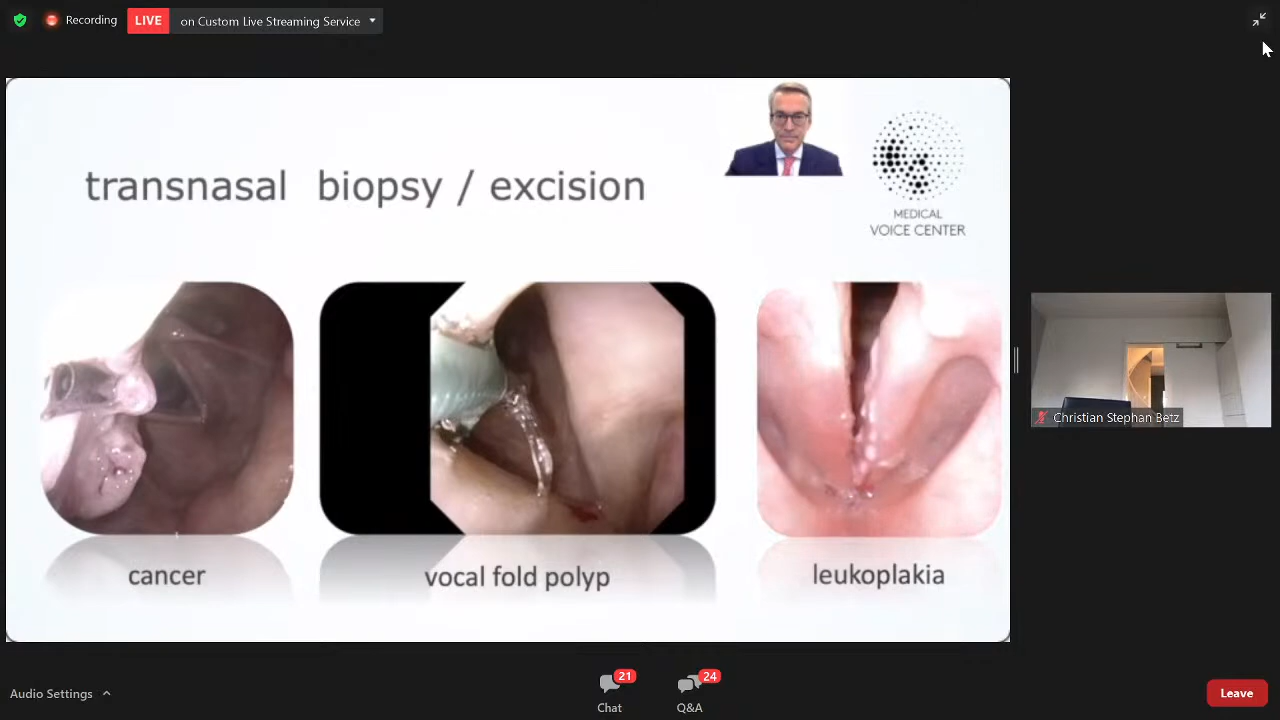 Recording
LIVE
on Custom Live Streaming Service
transnasal biopsy / excision
MEDICAL
VOICE CENTER
cancer
vocal fold polyp
leukoplakia
Christian Stephan Betz
Audio Settings
21
Chat
24
Q&A
Leave